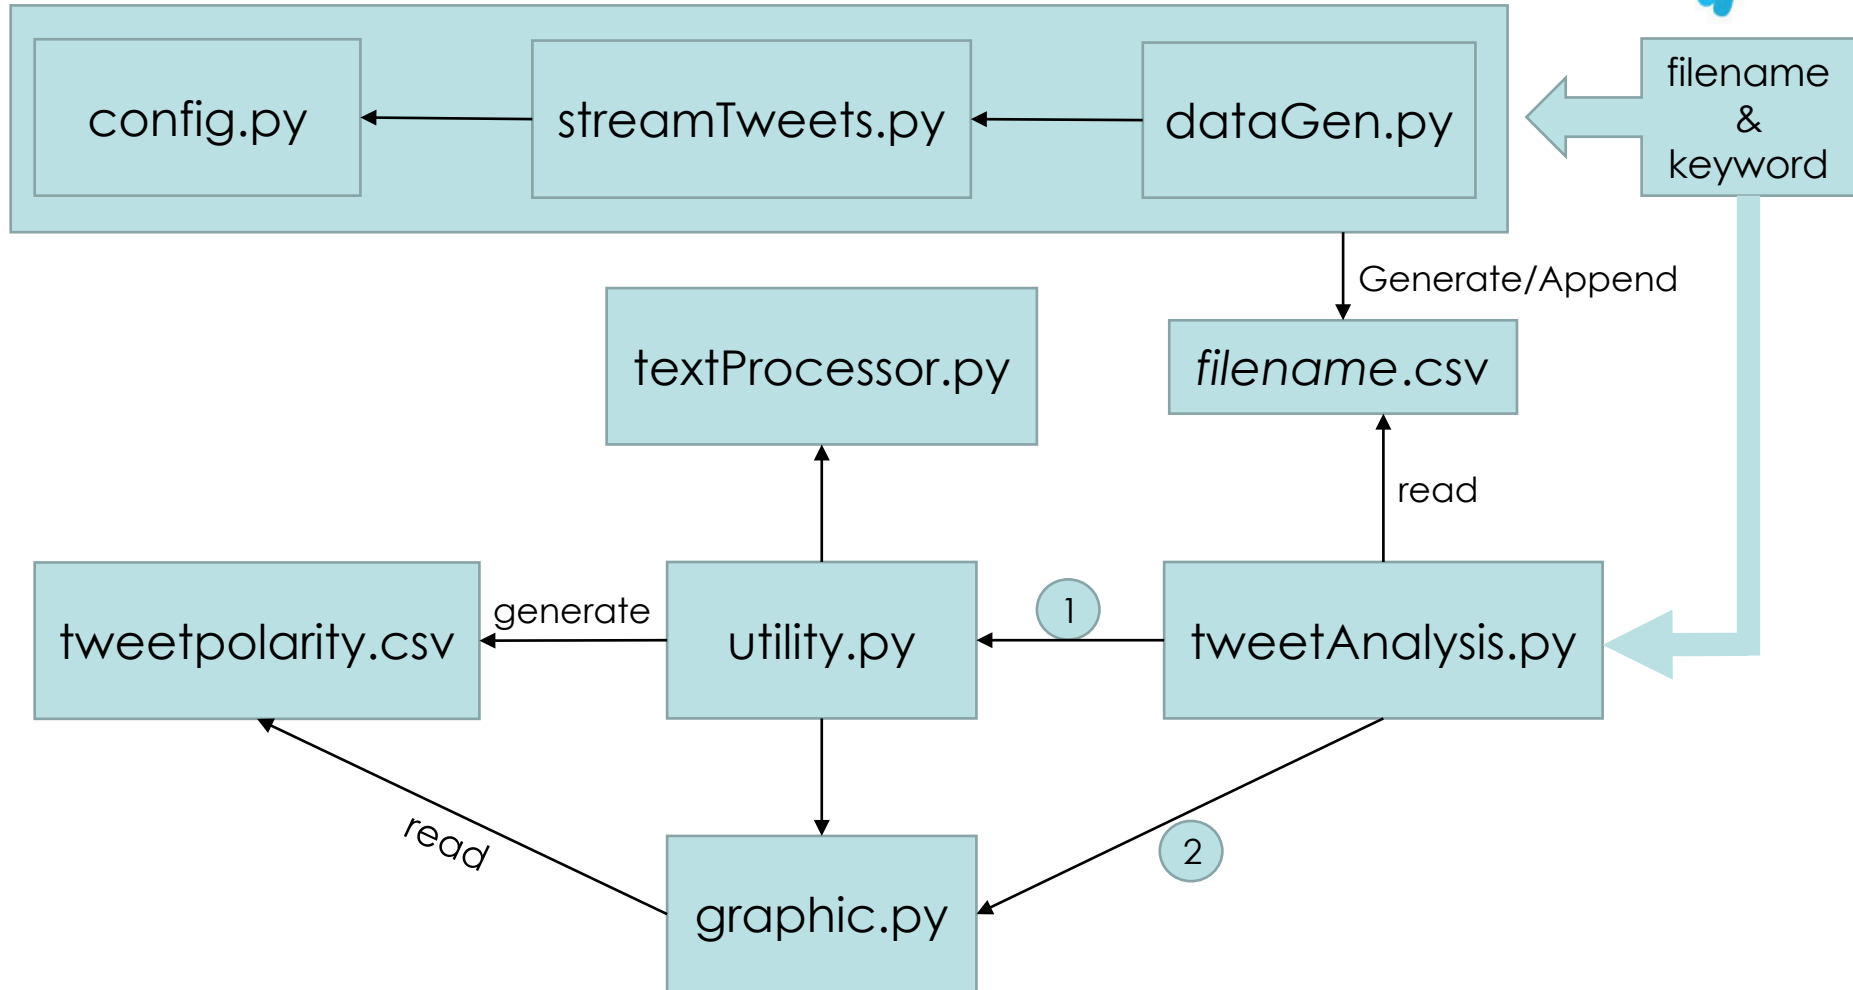 config.py
streamTweets.py
dataGen.py
filename
&
keyword
Generate/Append
textProcessor.py
filename.csv
read
tweetpolarity.csv
generate
utility.py
1
tweetAnalysis.py
read
2
graphic.py